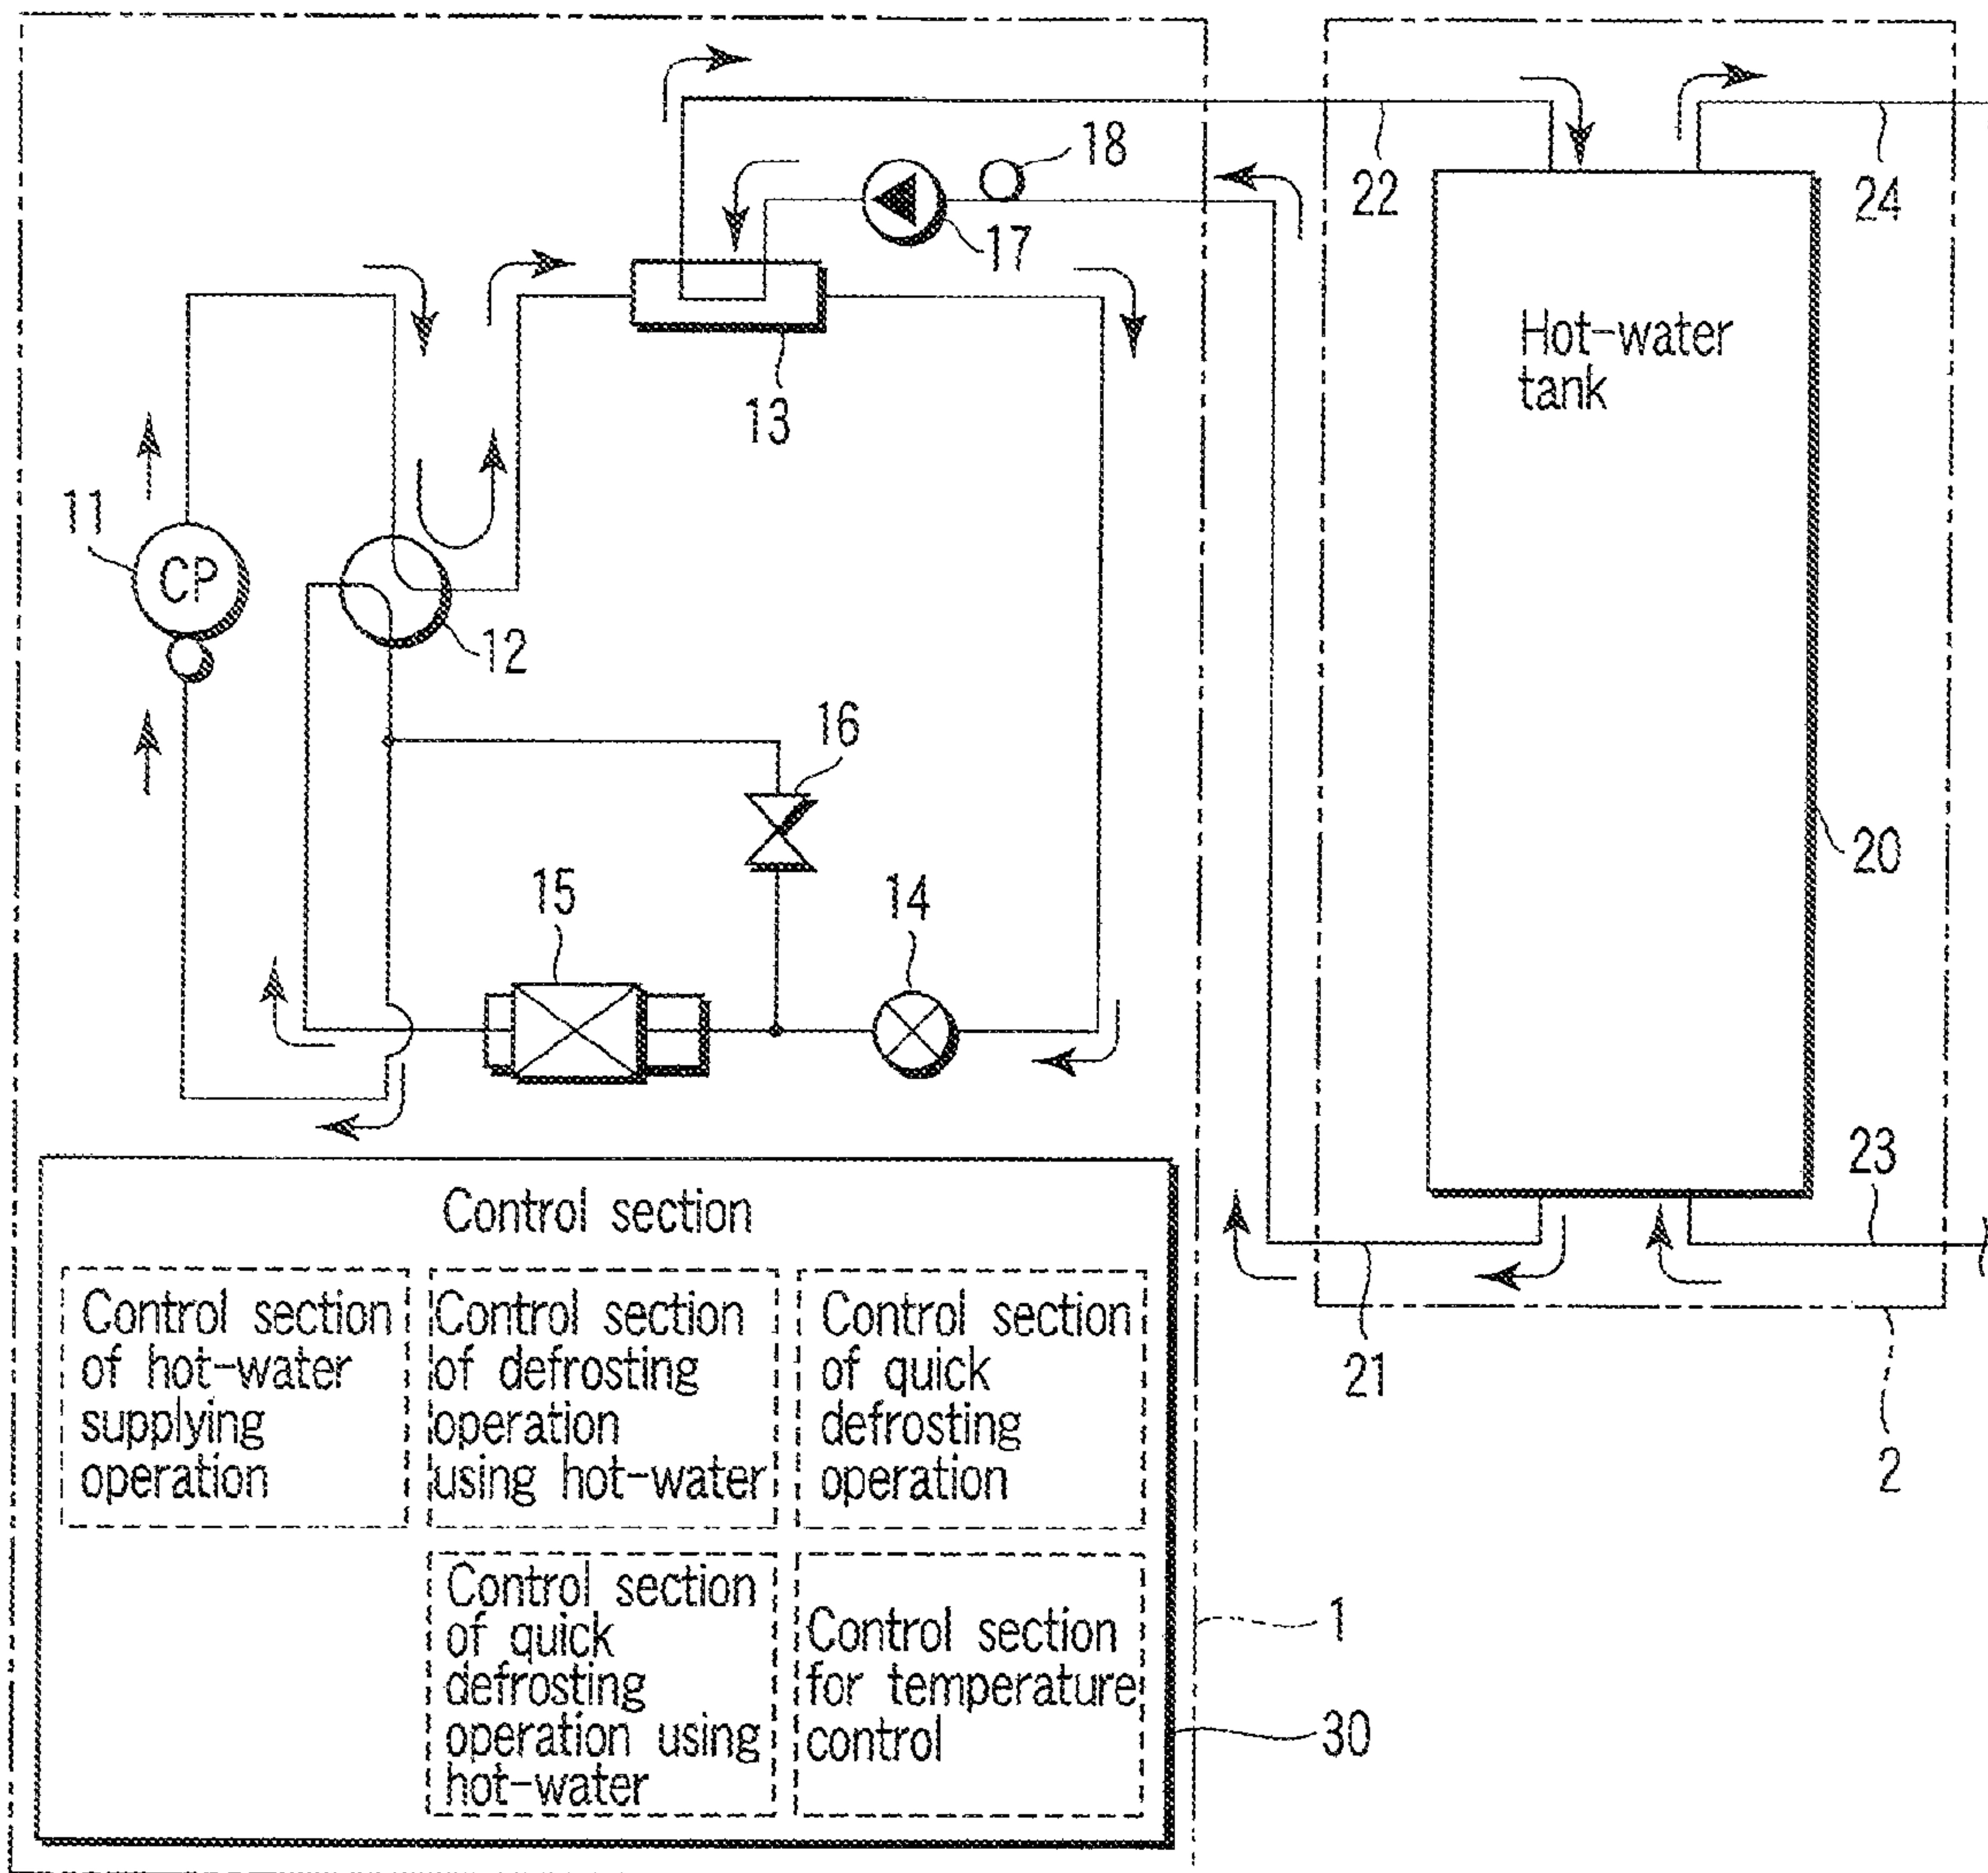 18
22
24
17
Hot-water
tank
13
11
CP
12
16
20
15
14
23
Control section
Control section
of hot-water
supplying
operation
Control section
of defrosting
operation
using hot-water
Control section
of quick
defrosting
operation
21
2
Control section
of quick
defrosting
operation using
hot-water
Control section
for temperature
control
1
30